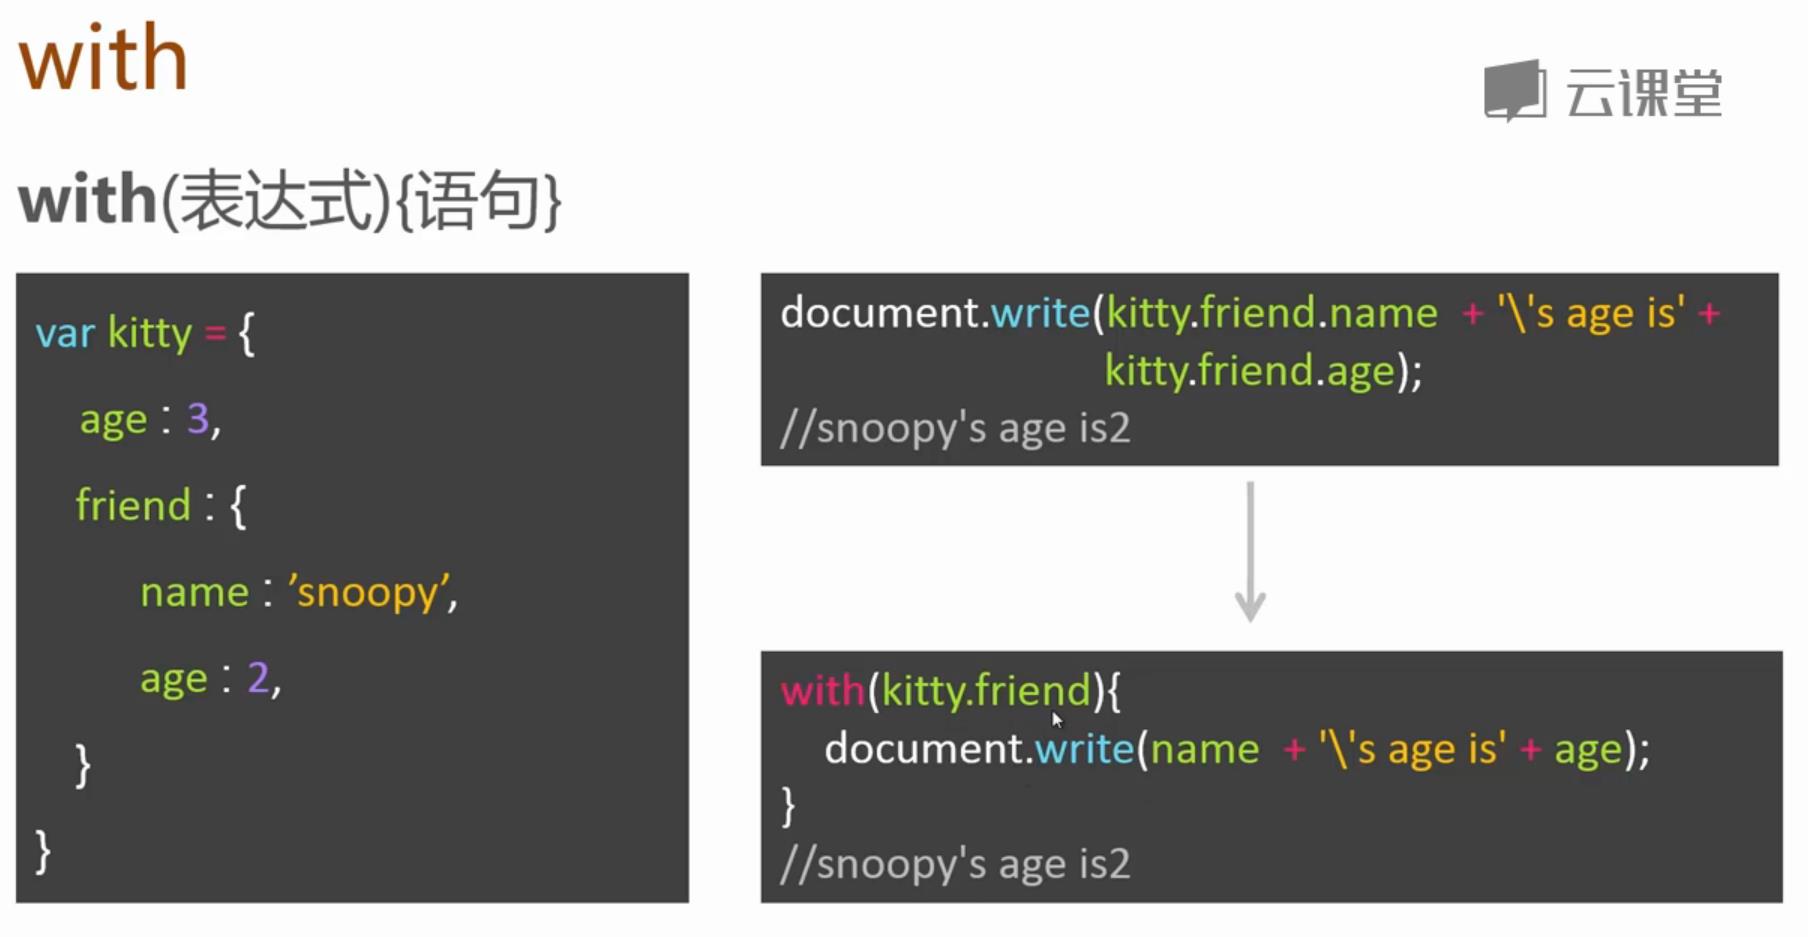 with
云课堂
with(表达式){语句}
var kitty = {
age : 3,
friend : {
name : ’snoopy’,
age : 2,
}
}
document.write(kitty.friend.name + '\'s age is' +
kitty.friend.age);
//snoopy's age is2
with(kitty.friend){
document.write(name + '\'s age is' + age);
}
//snoopy's age is2